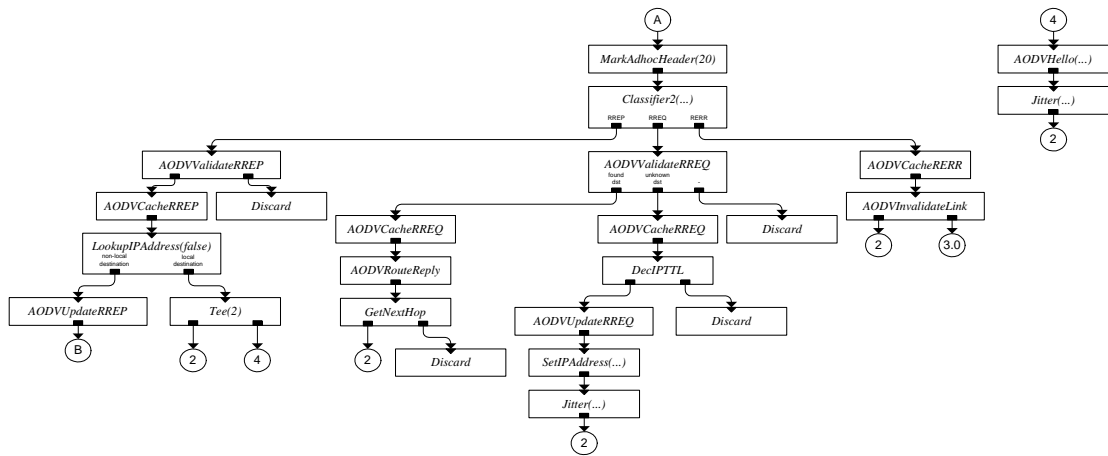 A
4
MarkAdhocHeader(20)
AODVHello(...)
Classifier2(...)
RREP RREQ RERR
Jitter(...)
2
AODVValidateRREP
AODVValidateRREQ
found dst
unknown dst
-
AODVCacheRERR
AODVCacheRREP
Discard
AODVInvalidateLink
AODVCacheRREQ
AODVCacheRREQ
Discard
2
3.0
LookupIPAddress(false)
non-local destination
local destination
AODVRouteReply
DecIPTTL
AODVUpdateRREP
Tee(2)
GetNextHop
AODVUpdateRREQ
Discard
B
2
4
2
Discard
SetIPAddress(...)
Jitter(...)
2